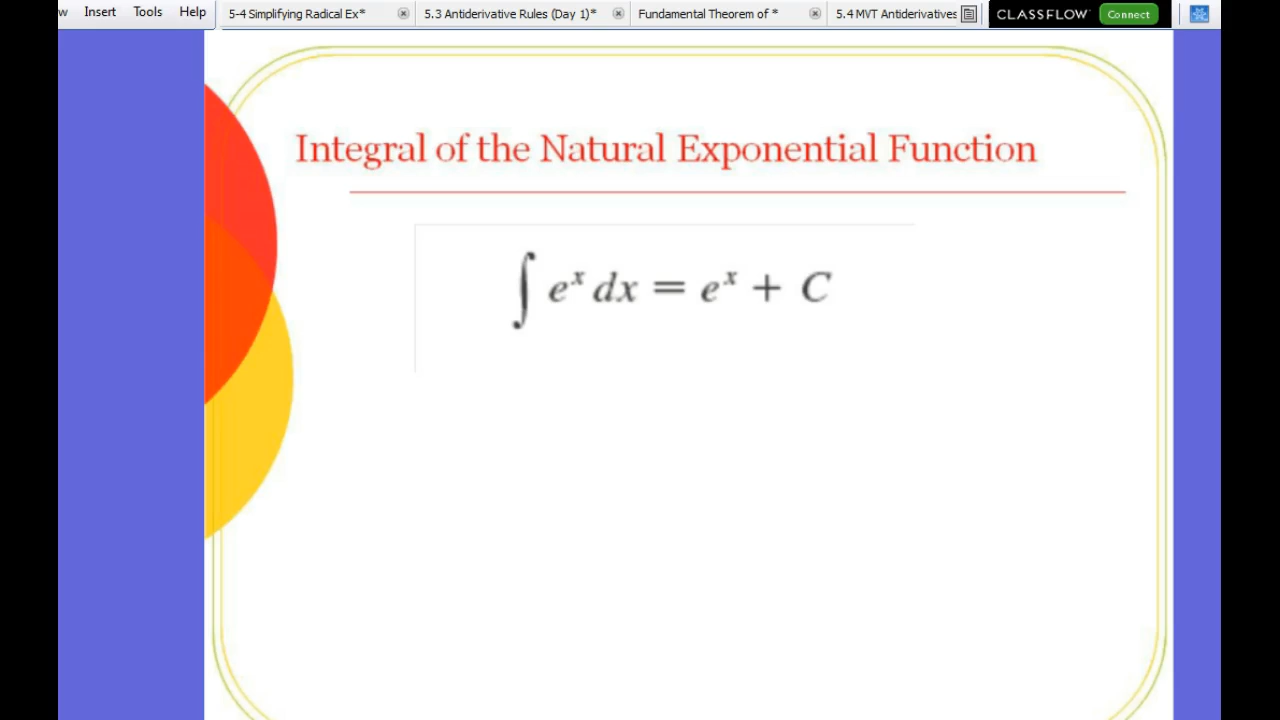 w Insert Tools Help 5-4 Simplifying Radical Ex* 5.3 Antiderivative Rules (Day 1)* Fundamental Theorem of * 5.4 MVT Antiderivatives CLASSFLOW Connect
Integral of the Natural Exponential Function
∫ eˣ dx = eˣ + C